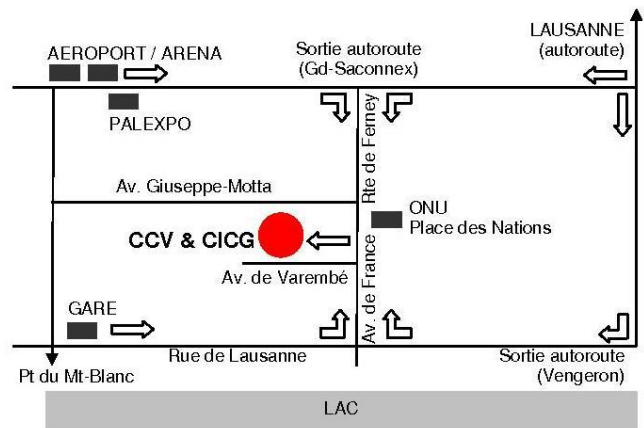 LAUSANNE
(autoroute)
AEROPORT / ARENA
Sortie autoroute
(Gd-Saconnex)
PALEXPO
Rte de Ferney
Av. Giuseppe-Motta
ONU
Place des Nations
CCV & CICG
Av. de Varembé
Av. de France
GARE
Rue de Lausanne
Sortie autoroute
(Vengeron)
Pt du Mt-Blanc
LAC